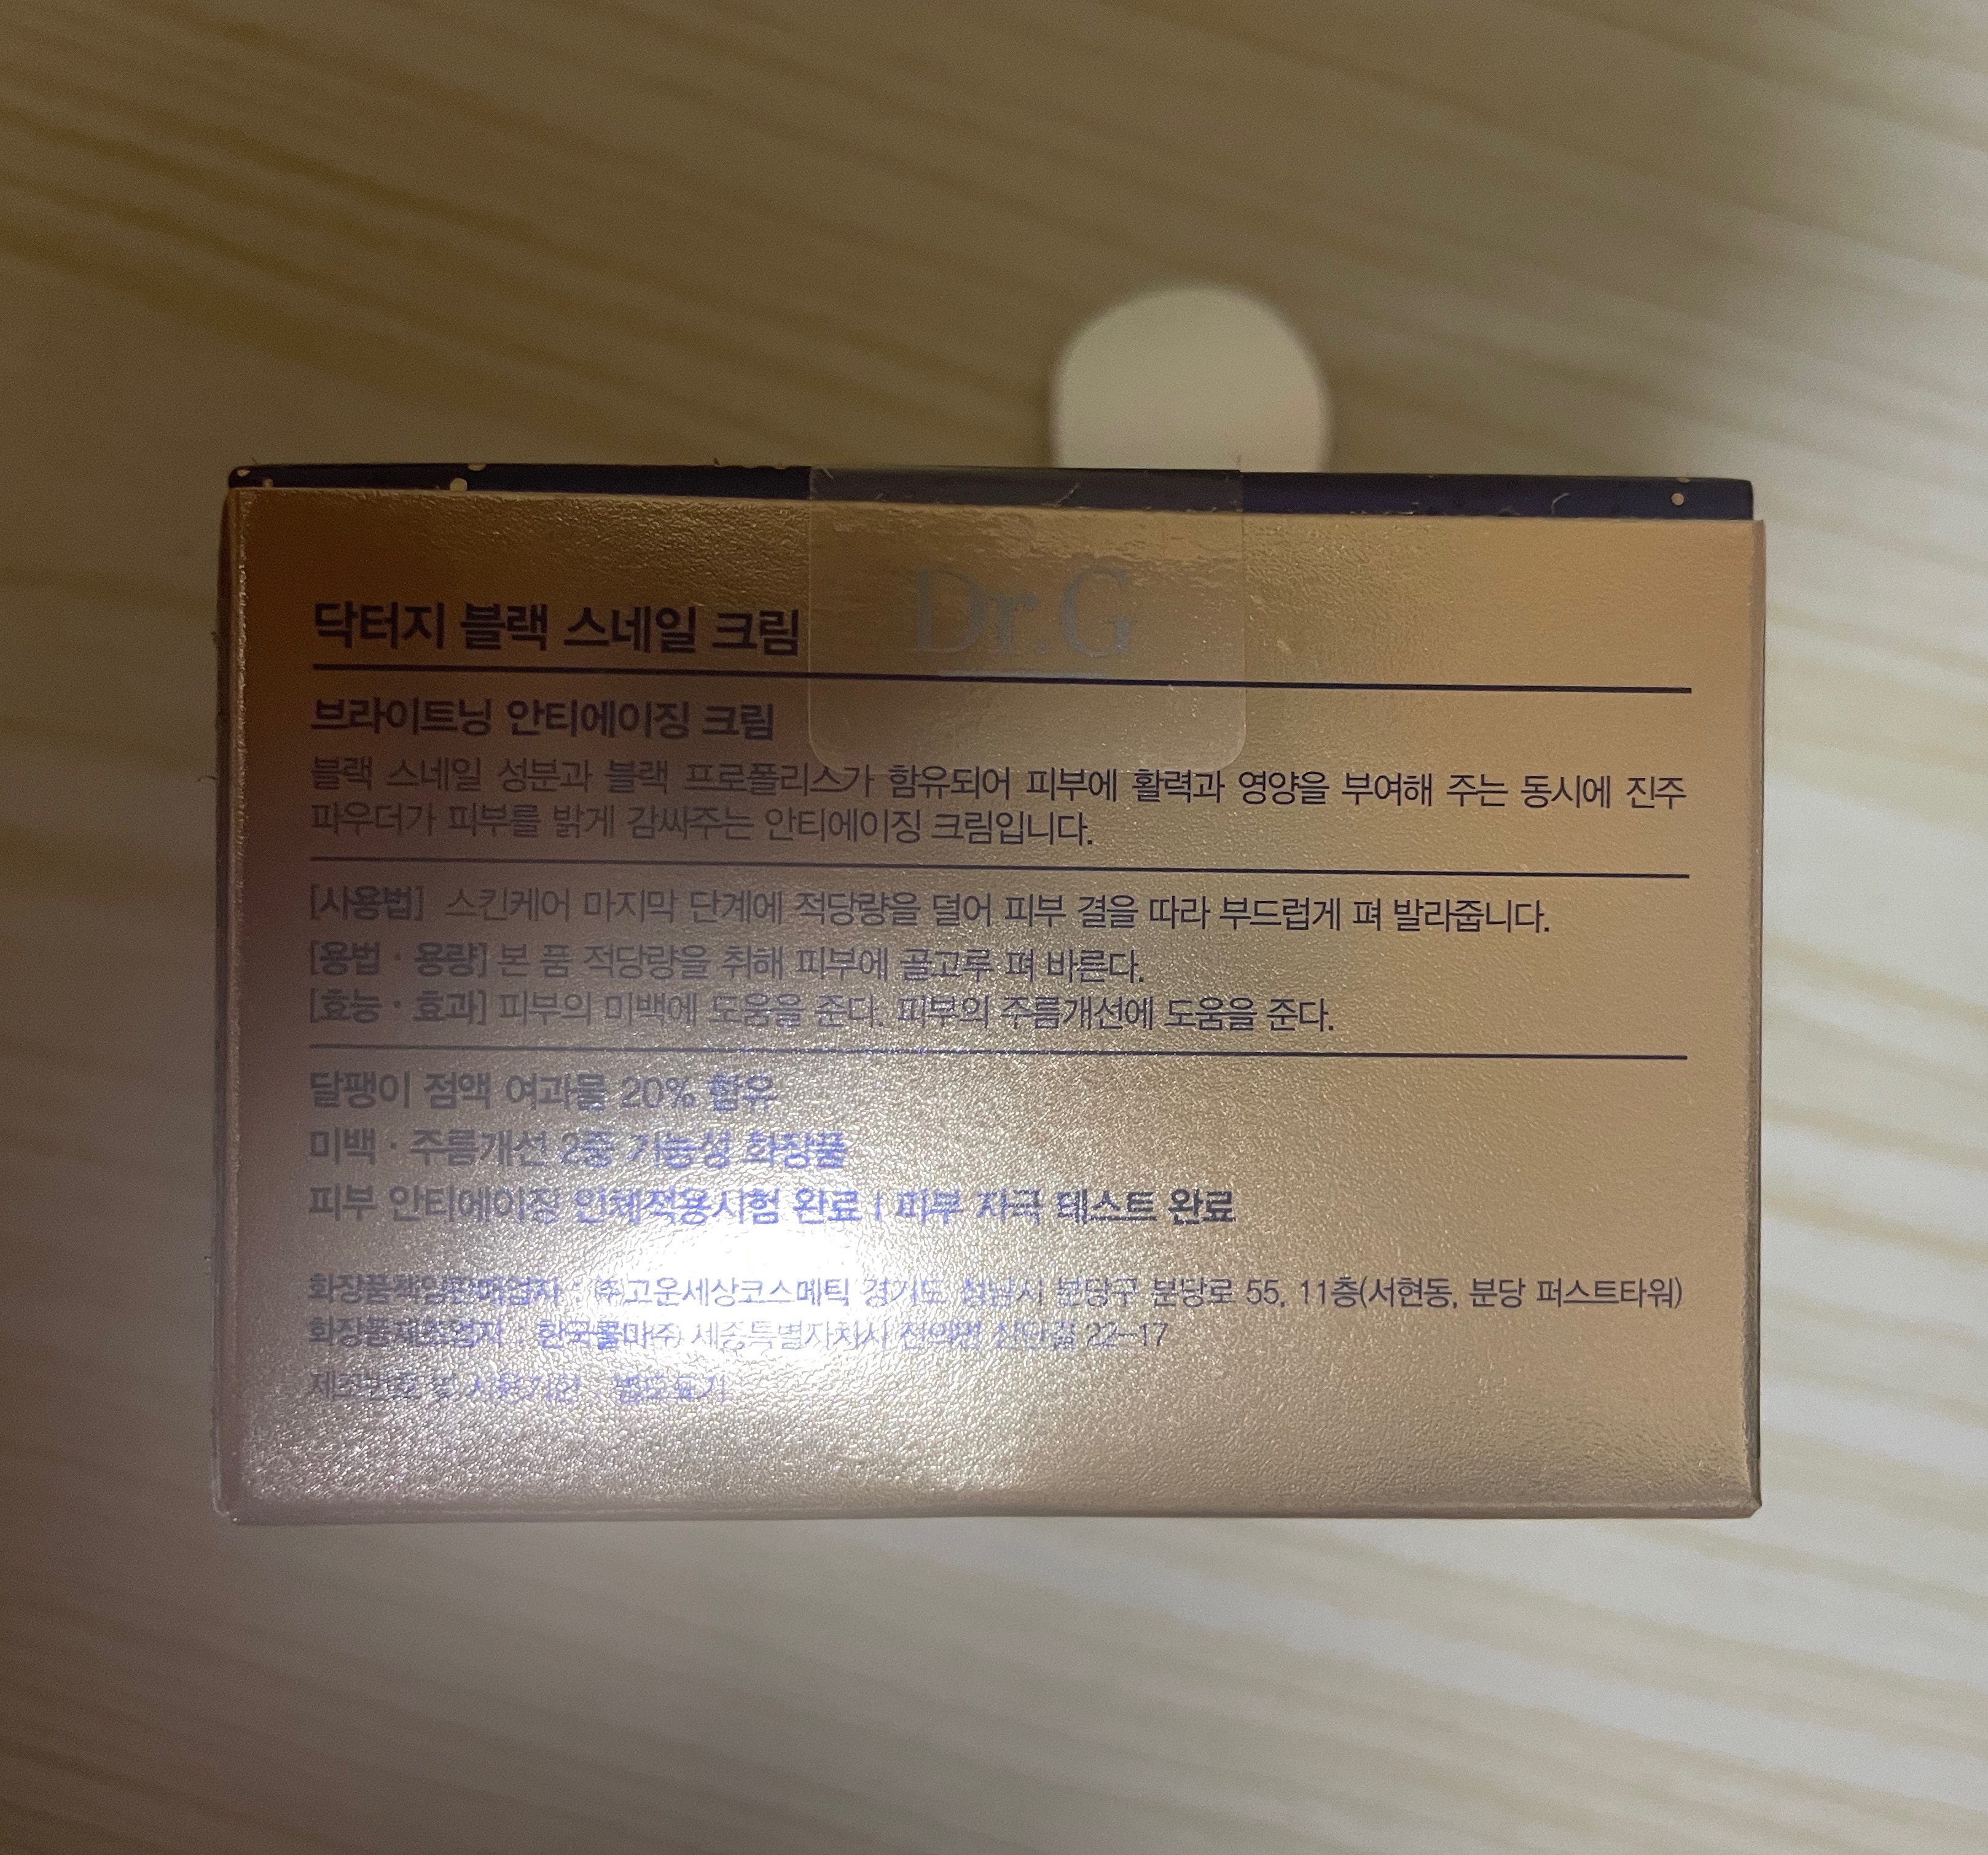 Dr.G
닥터지 블랙 스네일 크림
브라이트닝 안티에이징 크림
블랙 스네일 성분과 블랙 프로폴리스가 함유되어 피부에 활력과 영양을 부여해 주는 동시에 진주
파우더가 피부를 밝게 감싸주는 안티에이징 크림입니다.
[사용법] 스킨케어 마지막 단계에 적당량을 덜어 피부 결을 따라 부드럽게 펴 발라줍니다.
[용법 · 용량] 본 품 적당량을 취해 피부에 골고루 펴 바른다.
[효능 · 효과] 피부의 미백에 도움을 준다. 피부의 주름개선에 도움을 준다.
달팽이 점액 여과물 20% 함유
미백 · 주름개선 2중 기능성 화장품
피부 안티에이징 인체적용시험 완료 | 피부 자극 테스트 완료
화장품책임판매업자 : ㈜고운세상코스메틱 경기도 성남시 분당구 분당로 55, 11층(서현동, 분당 퍼스트타워)
화장품제조업자 : 한국콜마㈜ 세종특별자치시 전의면 산단길 22-17
제조번호 및 사용기한 : 별도표기